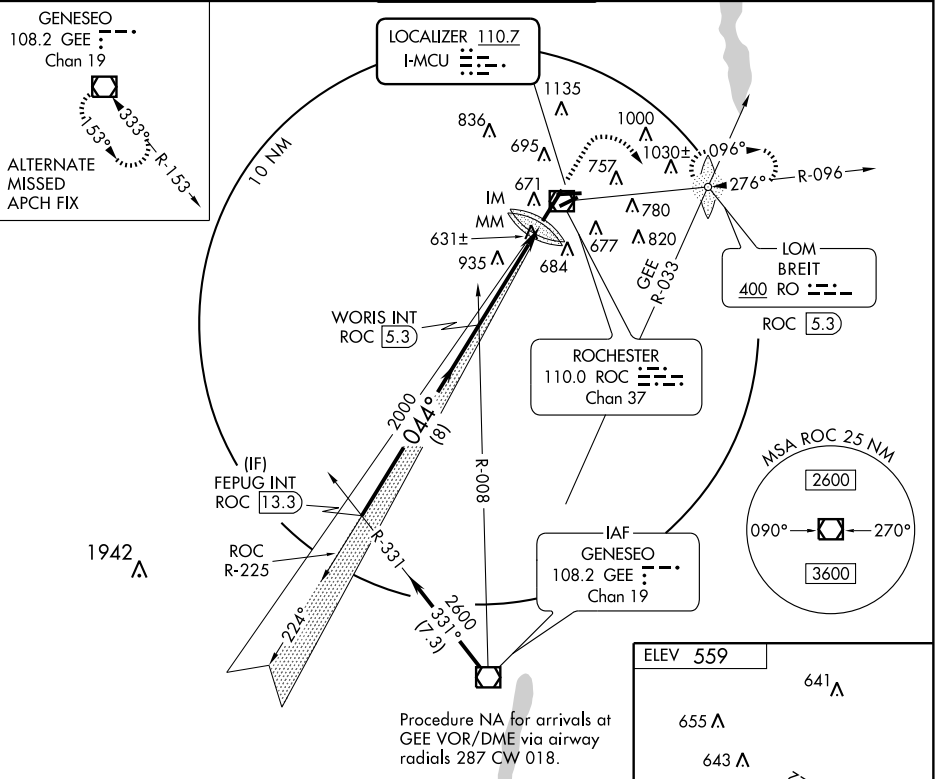 GENESEO
108.2 GEE
Chan 19
333°
153°
R-153
ALTERNATE
MISSED
APCH FIX
10 NM
LOCALIZER 110.7
I-MCU
1135
836
695
1000
1030±
757
096°
276°
R-096
671
IM
MM
780
631±
677
820
935
684
GEE
R-033
LOM
BREIT
400 RO
ROC 5.3
WORIS INT
ROC 5.3
ROCHESTER
110.0 ROC
Chan 37
2000
044°
(8)
R-008
(IF)
FEPUG INT
ROC 13.3
MSA ROC 25 NM
2600
090°
270°
3600
1942
ROC
R-225
R-331
IAF
GENESEO
108.2 GEE
Chan 19
224°
2600
331°
(7.3)
ELEV 559
641
655
643
Procedure NA for arrivals at
GEE VOR/DME via airway
radials 287 CW 018.